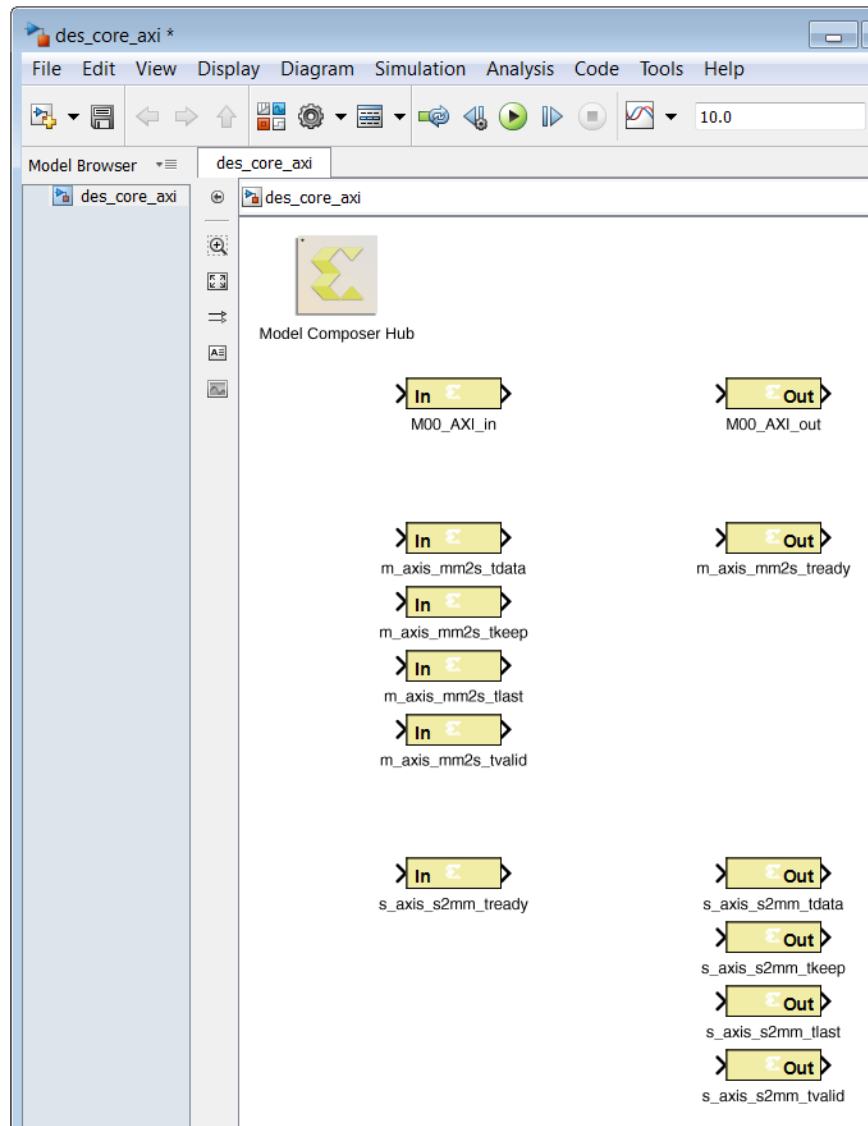 des_core_axi *
File Edit View Display Diagram Simulation Analysis Code Tools Help
10.0
Model Browser
des_core_axi
des_core_axi
des_core_axi
Model Composer Hub
In
Out
M00_AXI_in
M00_AXI_out
In
Out
m_axis_mm2s_tdata
m_axis_mm2s_tready
In
m_axis_mm2s_tkeep
In
m_axis_mm2s_tlast
In
m_axis_mm2s_tvalid
In
Out
s_axis_s2mm_tready
s_axis_s2mm_tdata
Out
s_axis_s2mm_tkeep
Out
s_axis_s2mm_tlast
Out
s_axis_s2mm_tvalid